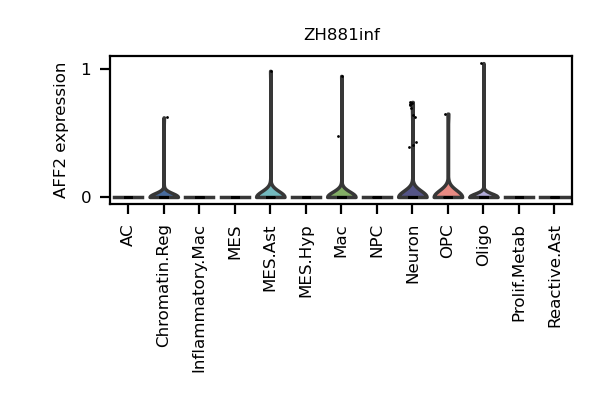 ZH881inf
AFF2 expression
1
0
AC
Chromatin.Reg
Inflammatory.Mac
MES
MES.Ast
MES.Hyp
Mac
NPC
Neuron
OPC
Oligo
Prolif.Metab
Reactive.Ast